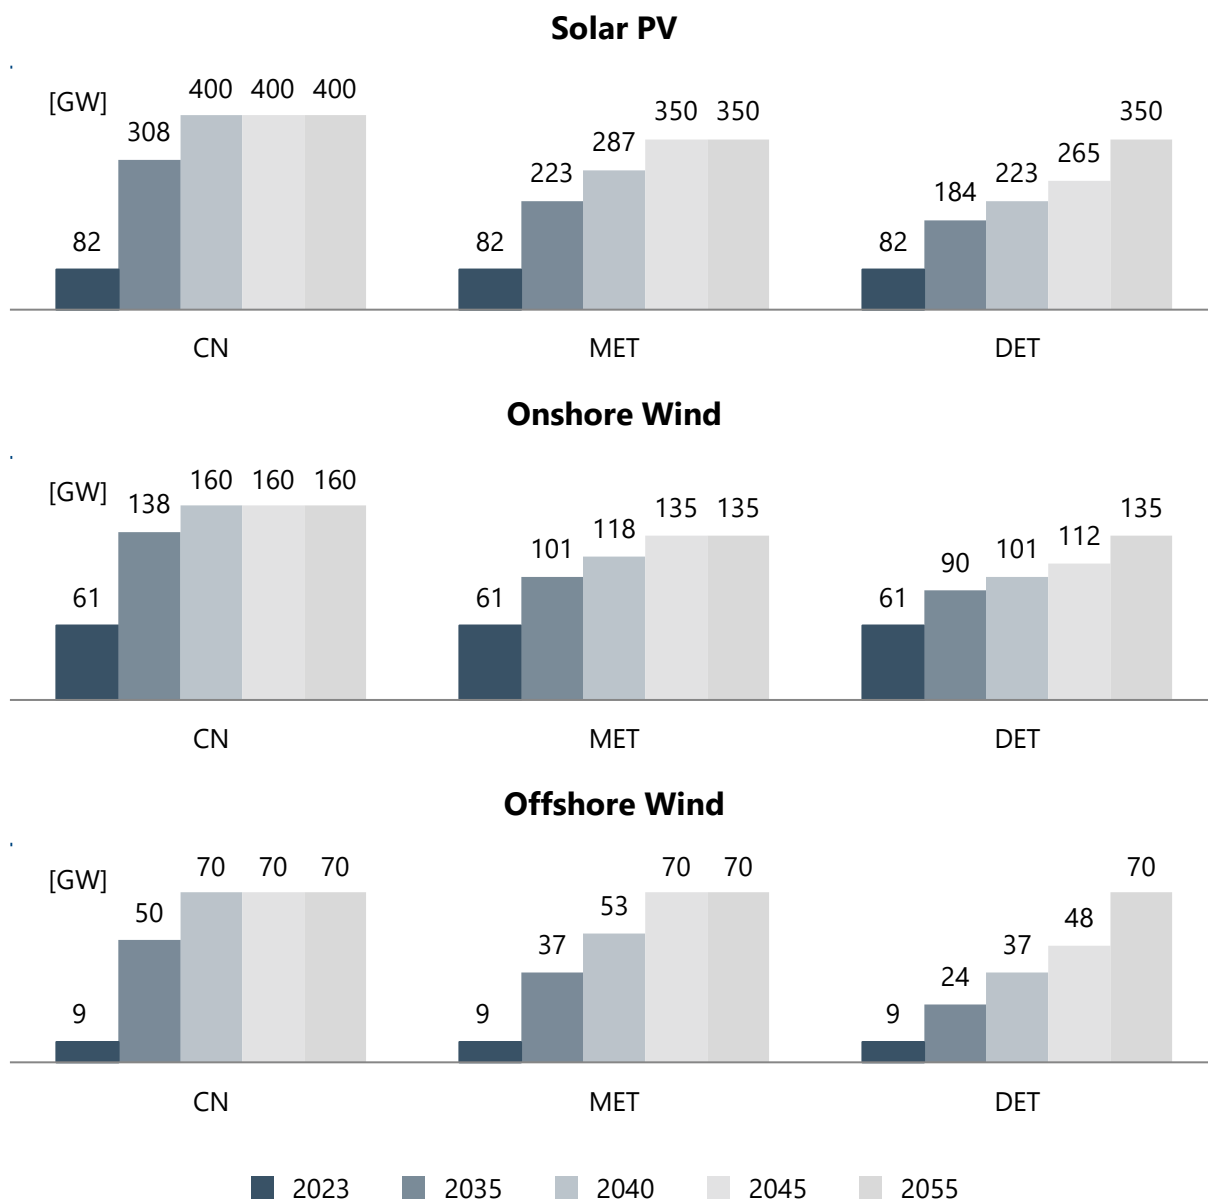 Solar PV
[GW]
82 308 400 400 400
82 223 287 350 350
82 184 223 265 350
CN MET DET
Onshore Wind
[GW]
61 138 160 160 160
61 101 118 135 135
61 90 101 112 135
CN MET DET
Offshore Wind
[GW]
9 50 70 70 70
9 37 53 70 70
9 24 37 48 70
CN MET DET
2023 2035 2040 2045 2055